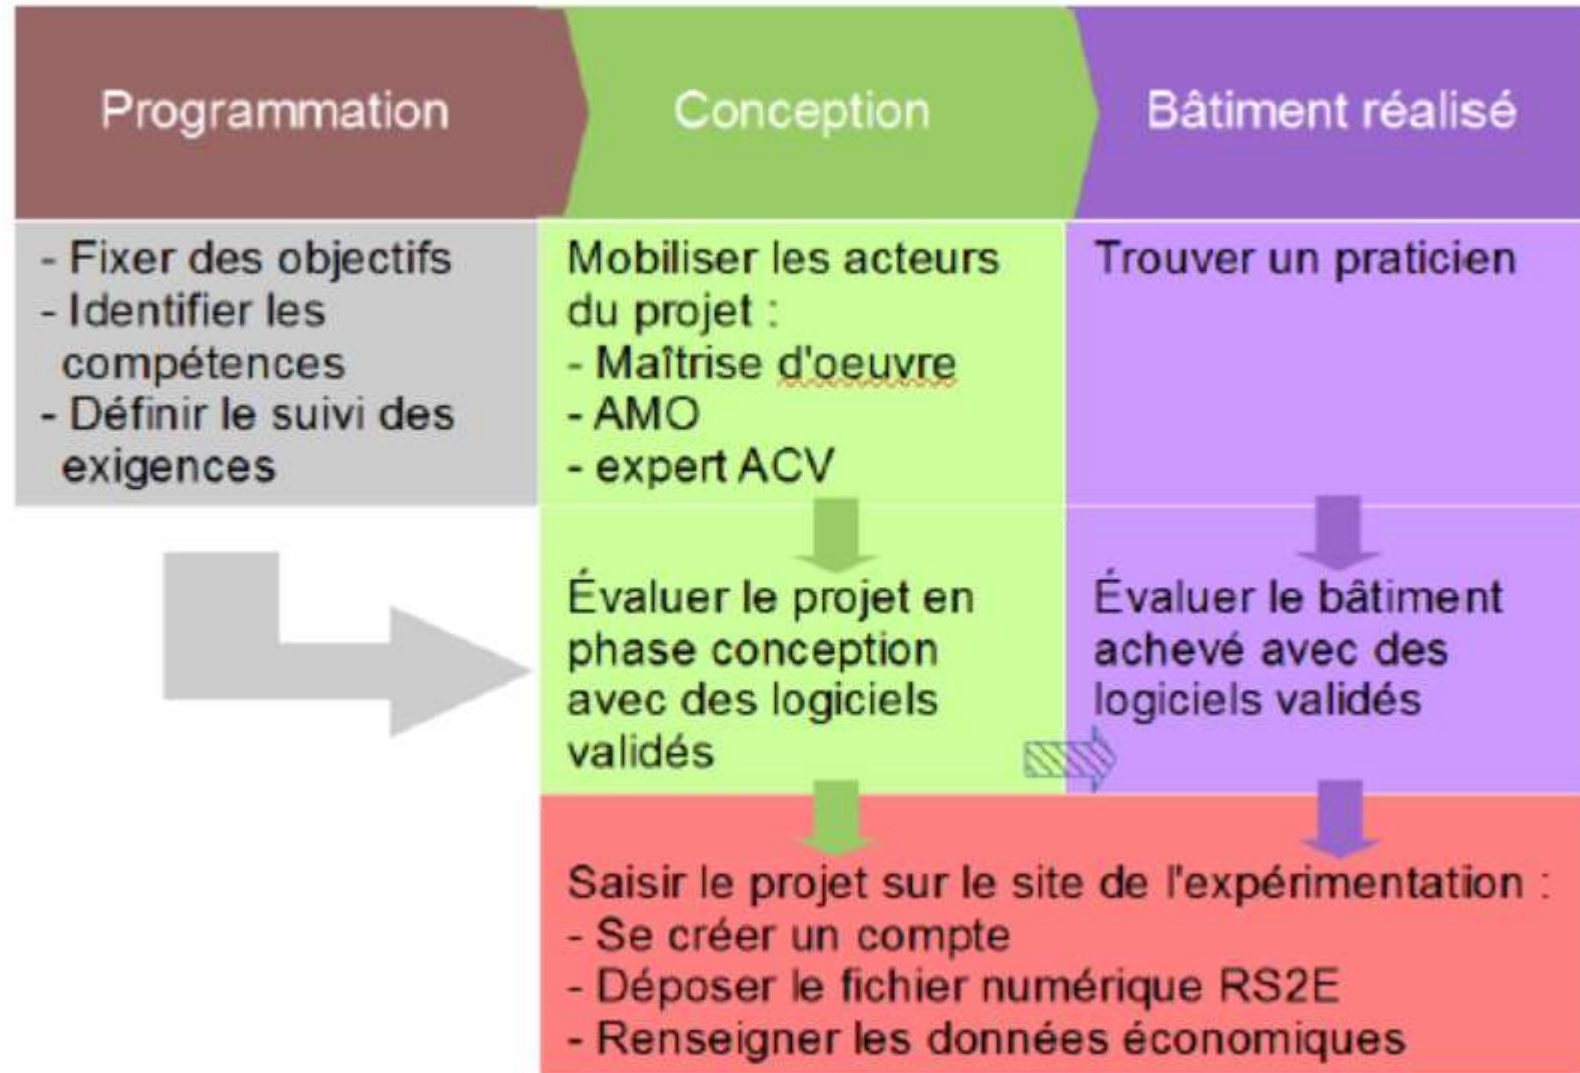 Programmation
Conception
Bâtiment réalisé
- Fixer des objectifs
- Identifier les
compétences
- Définir le suivi des
exigences
Mobiliser les acteurs
du projet :
- Maîtrise d'oeuvre
- AMO
- expert ACV
Trouver un praticien
Évaluer le projet en
phase conception
avec des logiciels
validés
Évaluer le bâtiment
achevé avec des
logiciels validés
Saisir le projet sur le site de l'expérimentation :
- Se créer un compte
- Déposer le fichier numérique RS2E
- Renseigner les données économiques